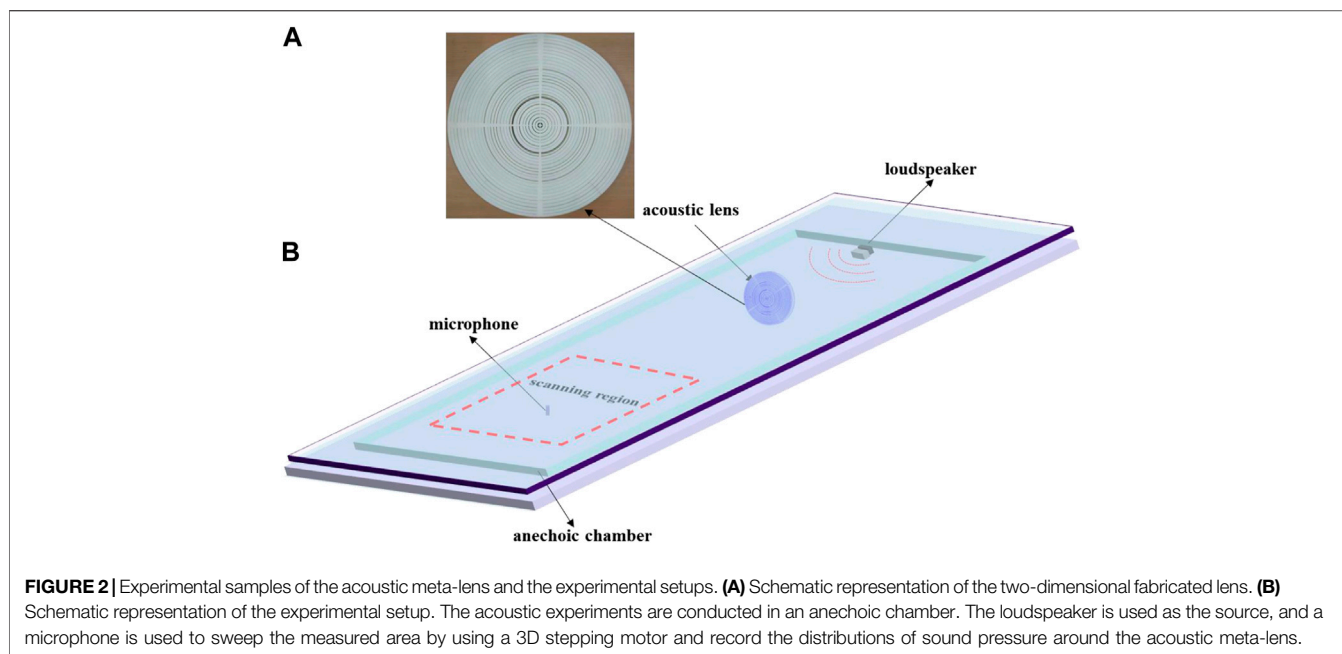 A
loudspeaker
acoustic lens
B
microphone
scanning region
anechoic chamber
FIGURE 2 | Experimental samples of the acoustic meta-lens and the experimental setups. (A) Schematic representation of the two-dimensional fabricated lens. (B)
Schematic representation of the experimental setup. The acoustic experiments are conducted in an anechoic chamber. The loudspeaker is used as the source, and a
microphone is used to sweep the measured area by using a 3D stepping motor and record the distributions of sound pressure around the acoustic meta-lens.